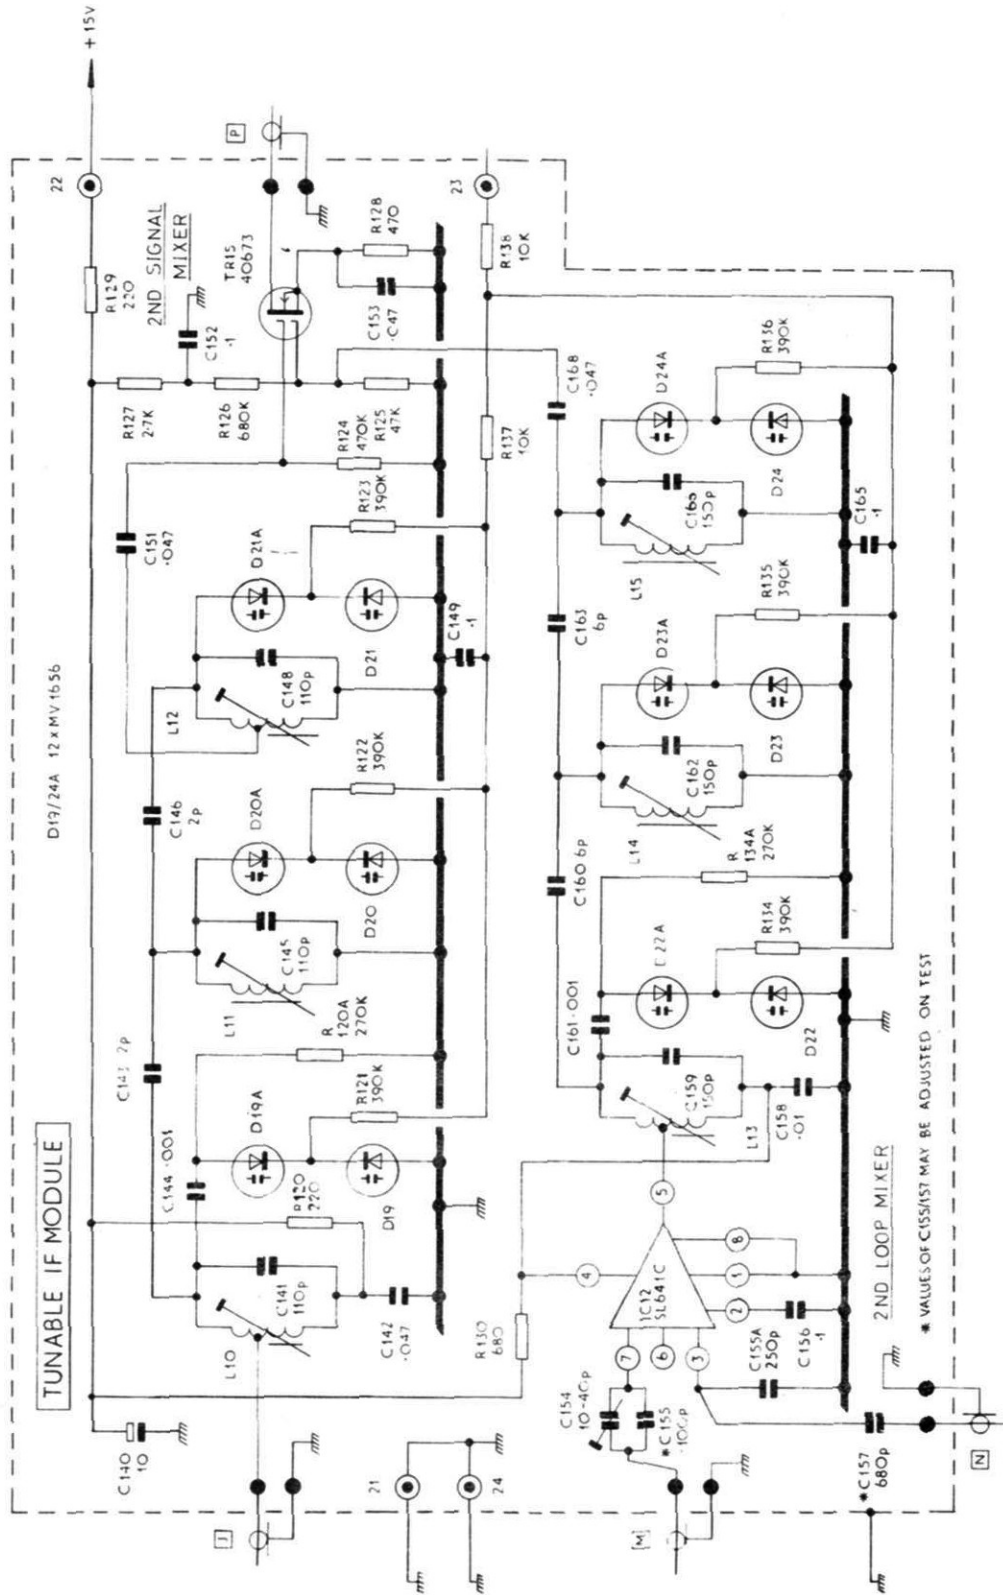 TUNABLE IF MODULE
D19/24A 12 x MV1656
22
+15V
R129
220
2ND SIGNAL
MIXER
C140
10
J
L10
C141
110p
C142
·047
C144 ·001
R120
220
D19A
D19
R121
390K
R
120A
270K
C143 2p
L11
C145
110p
D20A
D20
R122
390K
C146
2p
L12
C148
110p
D21A
D21
R123
390K
C149
·1
C151
·047
R124
470K
R125
47K
R126
680K
R127
2·7K
C152
·1
TR15
40673
C153
·047
R128
470
P
23
R138
10K
R137
10K
21
24
M
C154
10-40p
*C155
100p
R130
680
IC12
SL641C
1
2
3
4
5
6
7
8
C155A
250p
C156
·1
*C157
680p
N
2ND LOOP MIXER
L13
C159
150p
C158
·01
C161 ·001
D22A
D22
R134
390K
R
134A
270K
C160 6p
L14
C162
150p
D23A
D23
R135
390K
C163
6p
L15
150p
D24A
D24
R136
390K
C165
·1
C168
·047
* VALUES OF C155/157 MAY BE ADJUSTED ON TEST